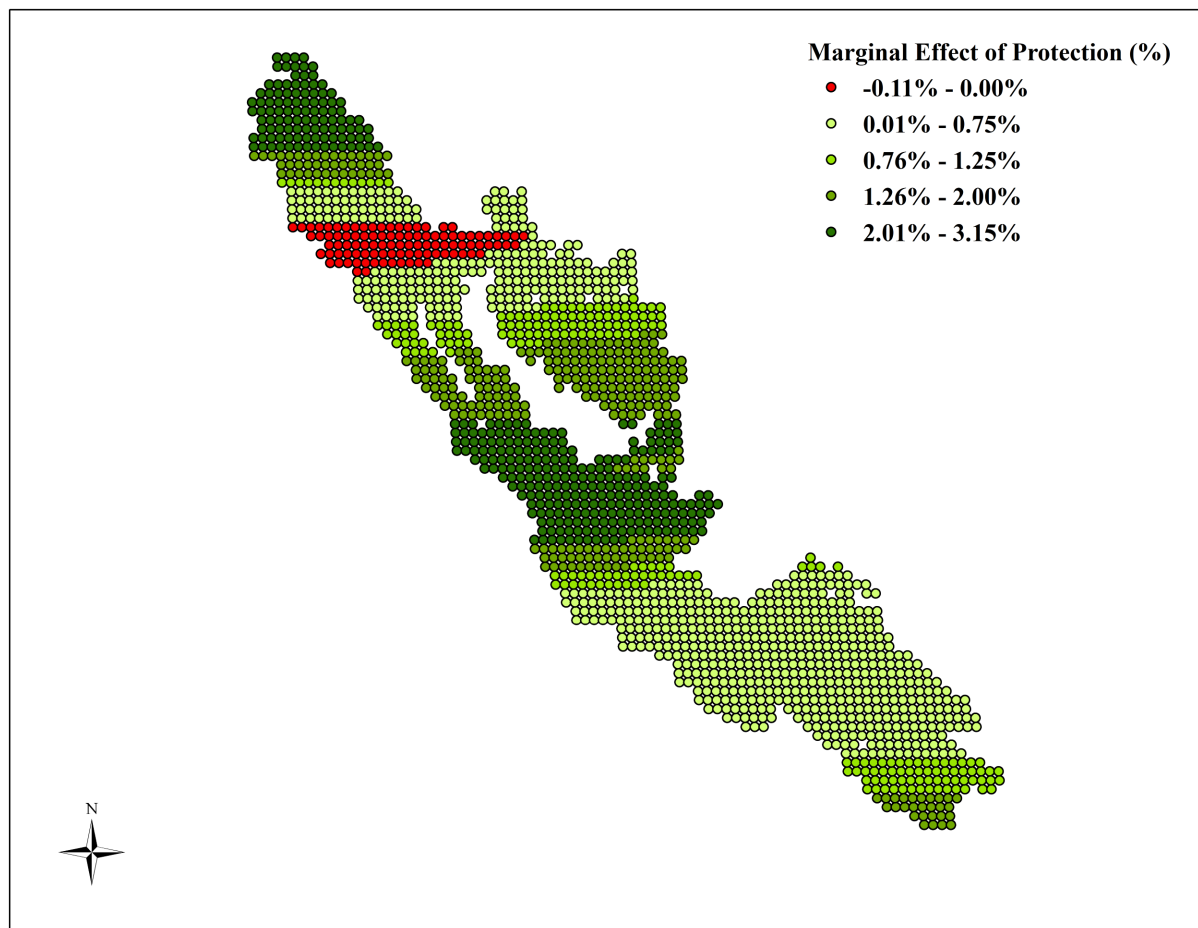 Marginal Effect of Protection (%)
-0.11% - 0.00%
0.01% - 0.75%
0.76% - 1.25%
1.26% - 2.00%
2.01% - 3.15%
N